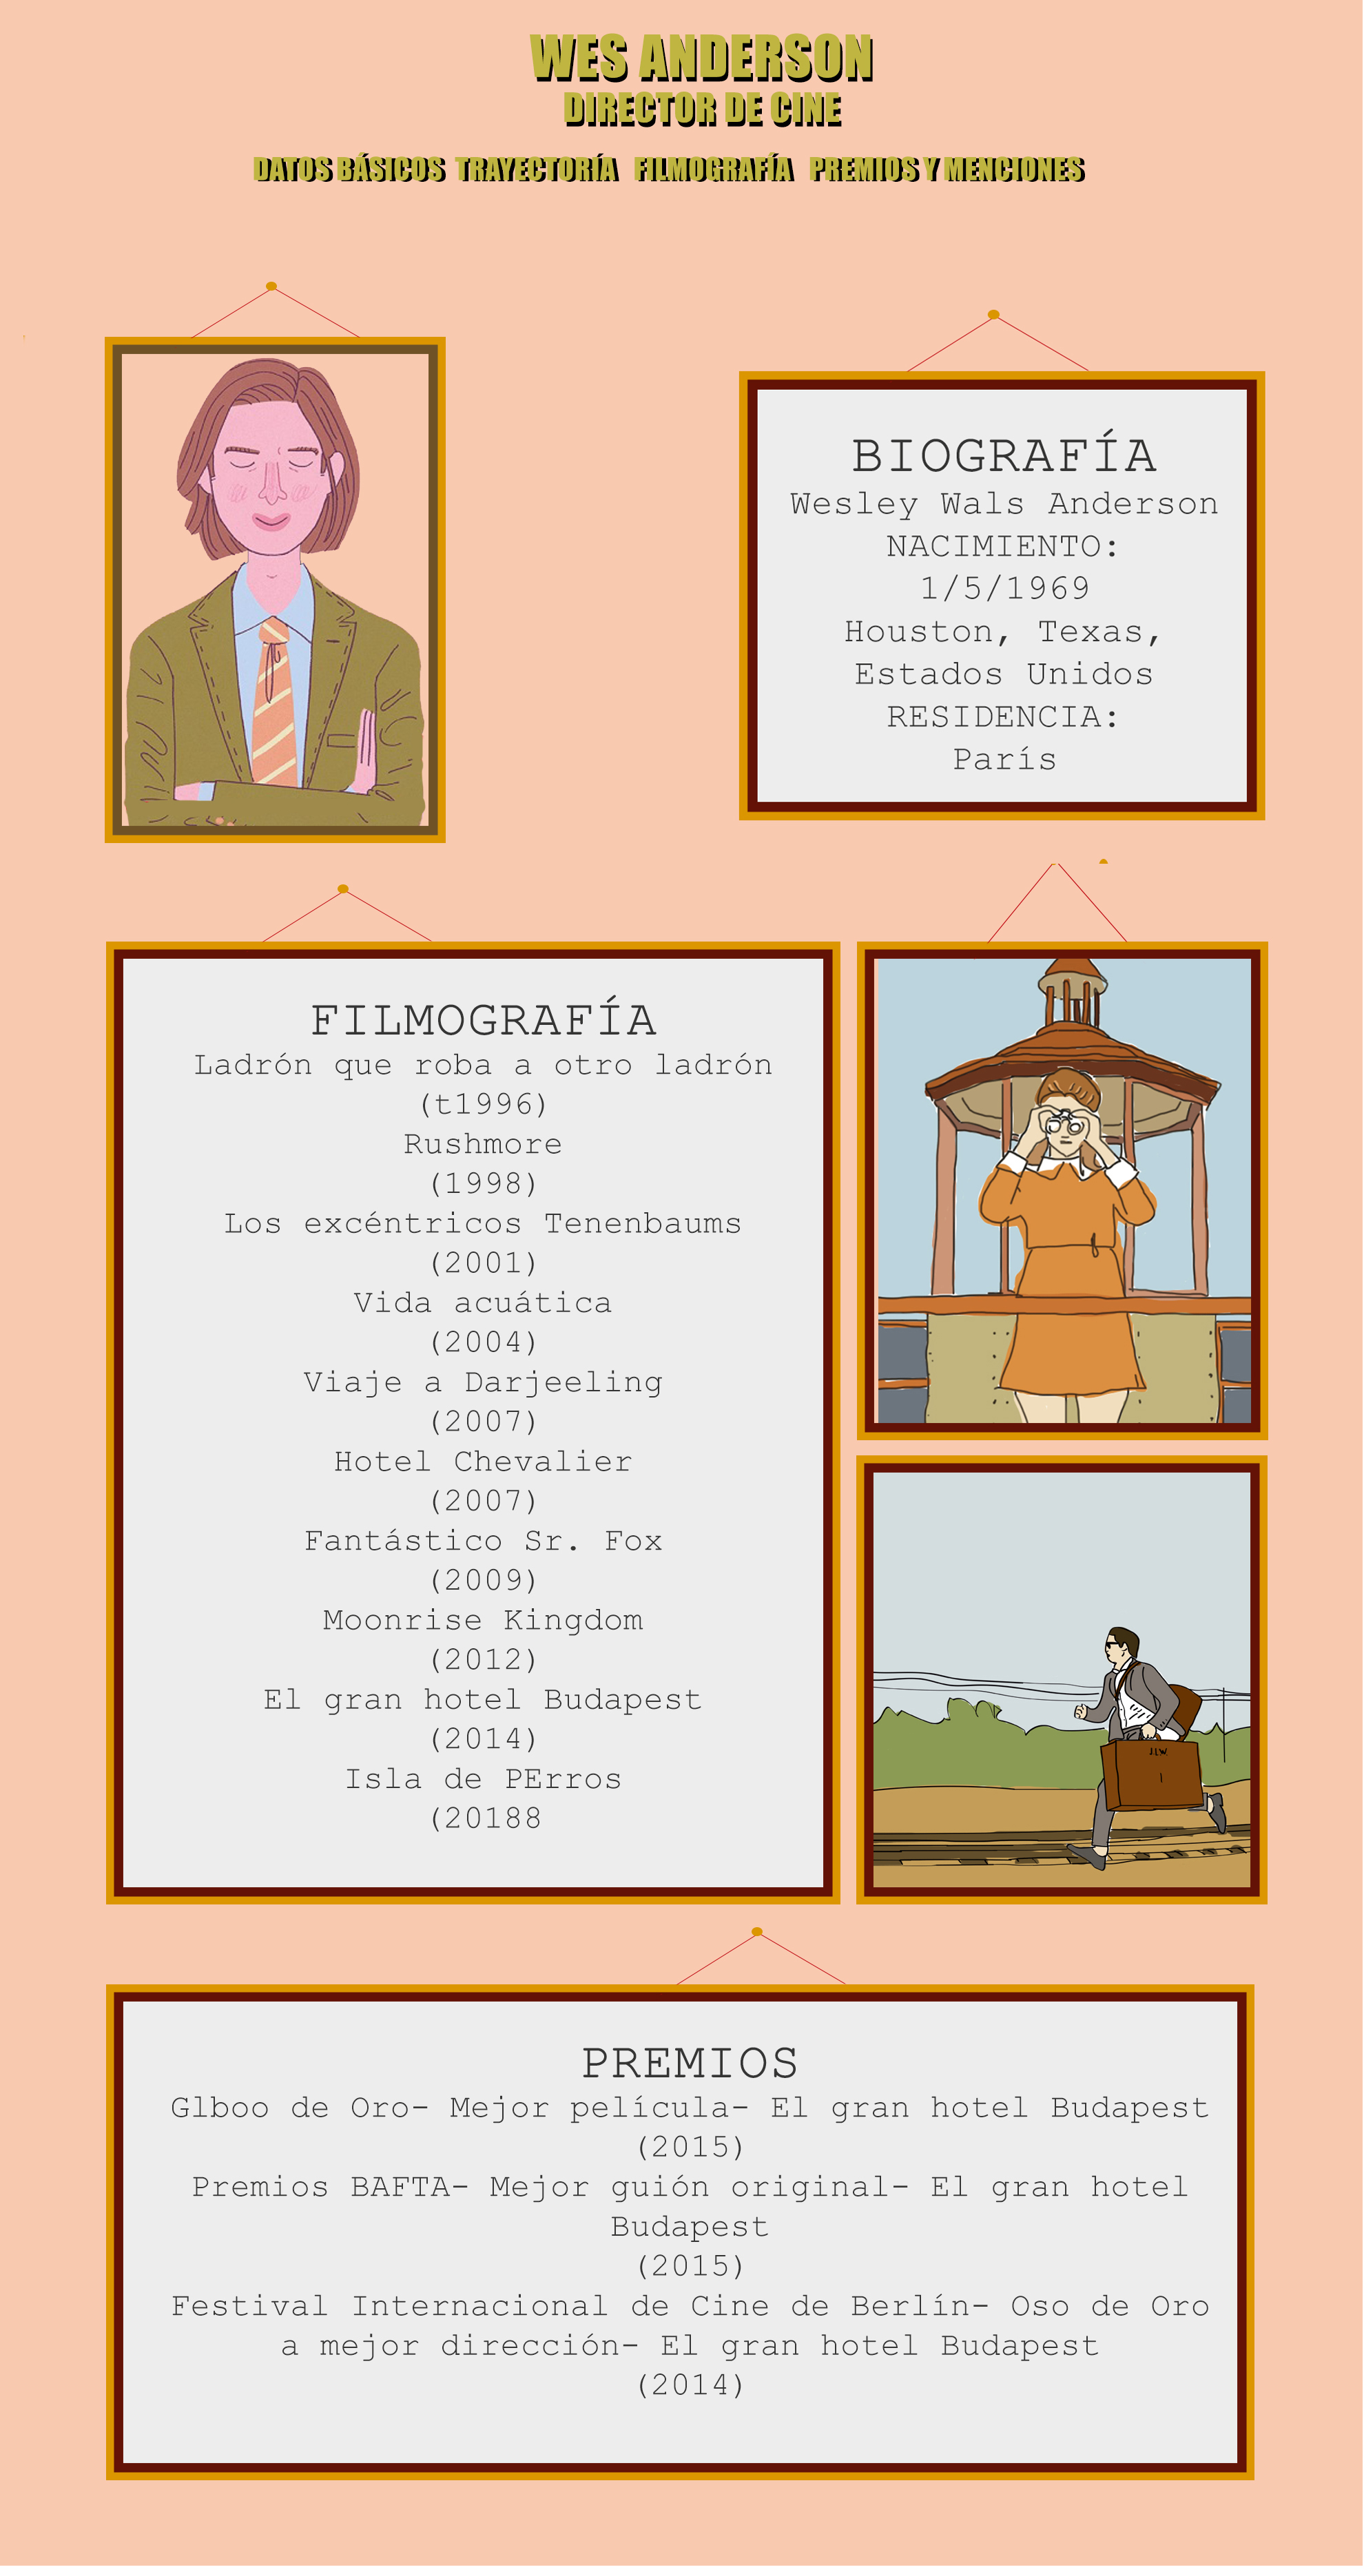 WES ANDERSON
DIRECTOR DE CINE
DATOS BÁSICOS TRAYECTORÍA FILMOGRAFÍA PREMIOS Y MENCIONES
BIOGRAFÍA
Wesley Wals Anderson
NACIMIENTO:
1/5/1969
Houston, Texas,
Estados Unidos
RESIDENCIA:
París
FILMOGRAFÍA
Ladrón que roba a otro ladrón
(t1996)
Rushmore
(1998)
Los excéntricos Tenenbaums
(2001)
Vida acuática
(2004)
Viaje a Darjeeling
(2007)
Hotel Chevalier
(2007)
Fantástico Sr. Fox
(2009)
Moonrise Kingdom
(2012)
El gran hotel Budapest
(2014)
Isla de PErros
(20188
J.L.W.
PREMIOS
Glboo de Oro- Mejor película- El gran hotel Budapest
(2015)
Premios BAFTA- Mejor guión original- El gran hotel
Budapest
(2015)
Festival Internacional de Cine de Berlín- Oso de Oro
a mejor dirección- El gran hotel Budapest
(2014)